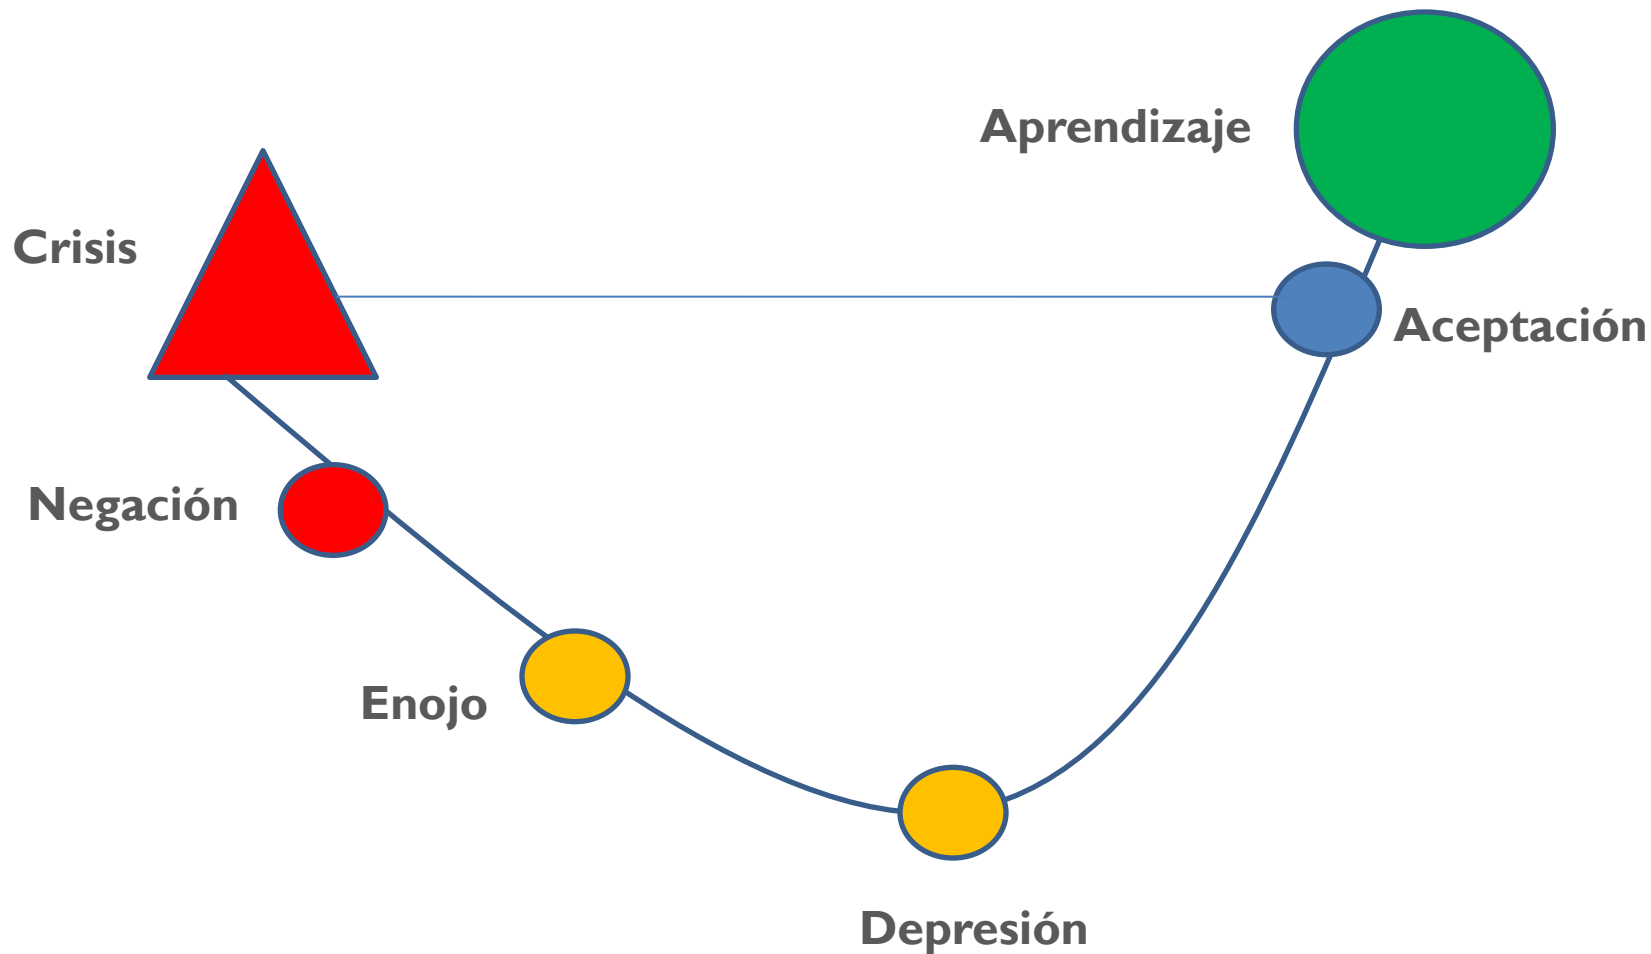 Aprendizaje
Crisis
Aceptación
Negación
Enojo
Depresión